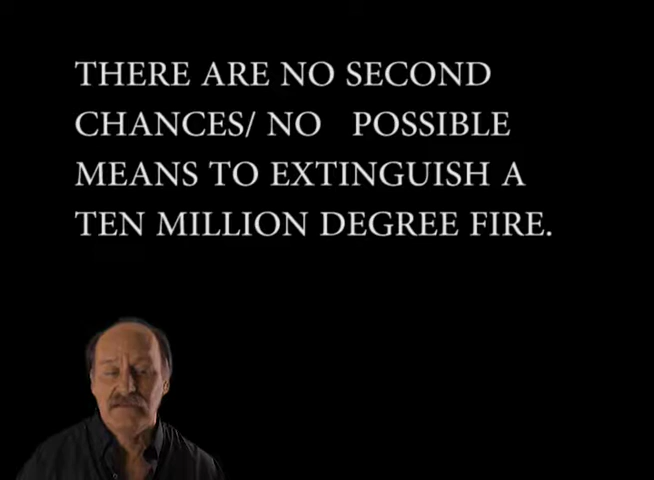 THERE ARE NO SECOND
CHANCES/ NO POSSIBLE
MEANS TO EXTINGUISH A
TEN MILLION DEGREE FIRE.